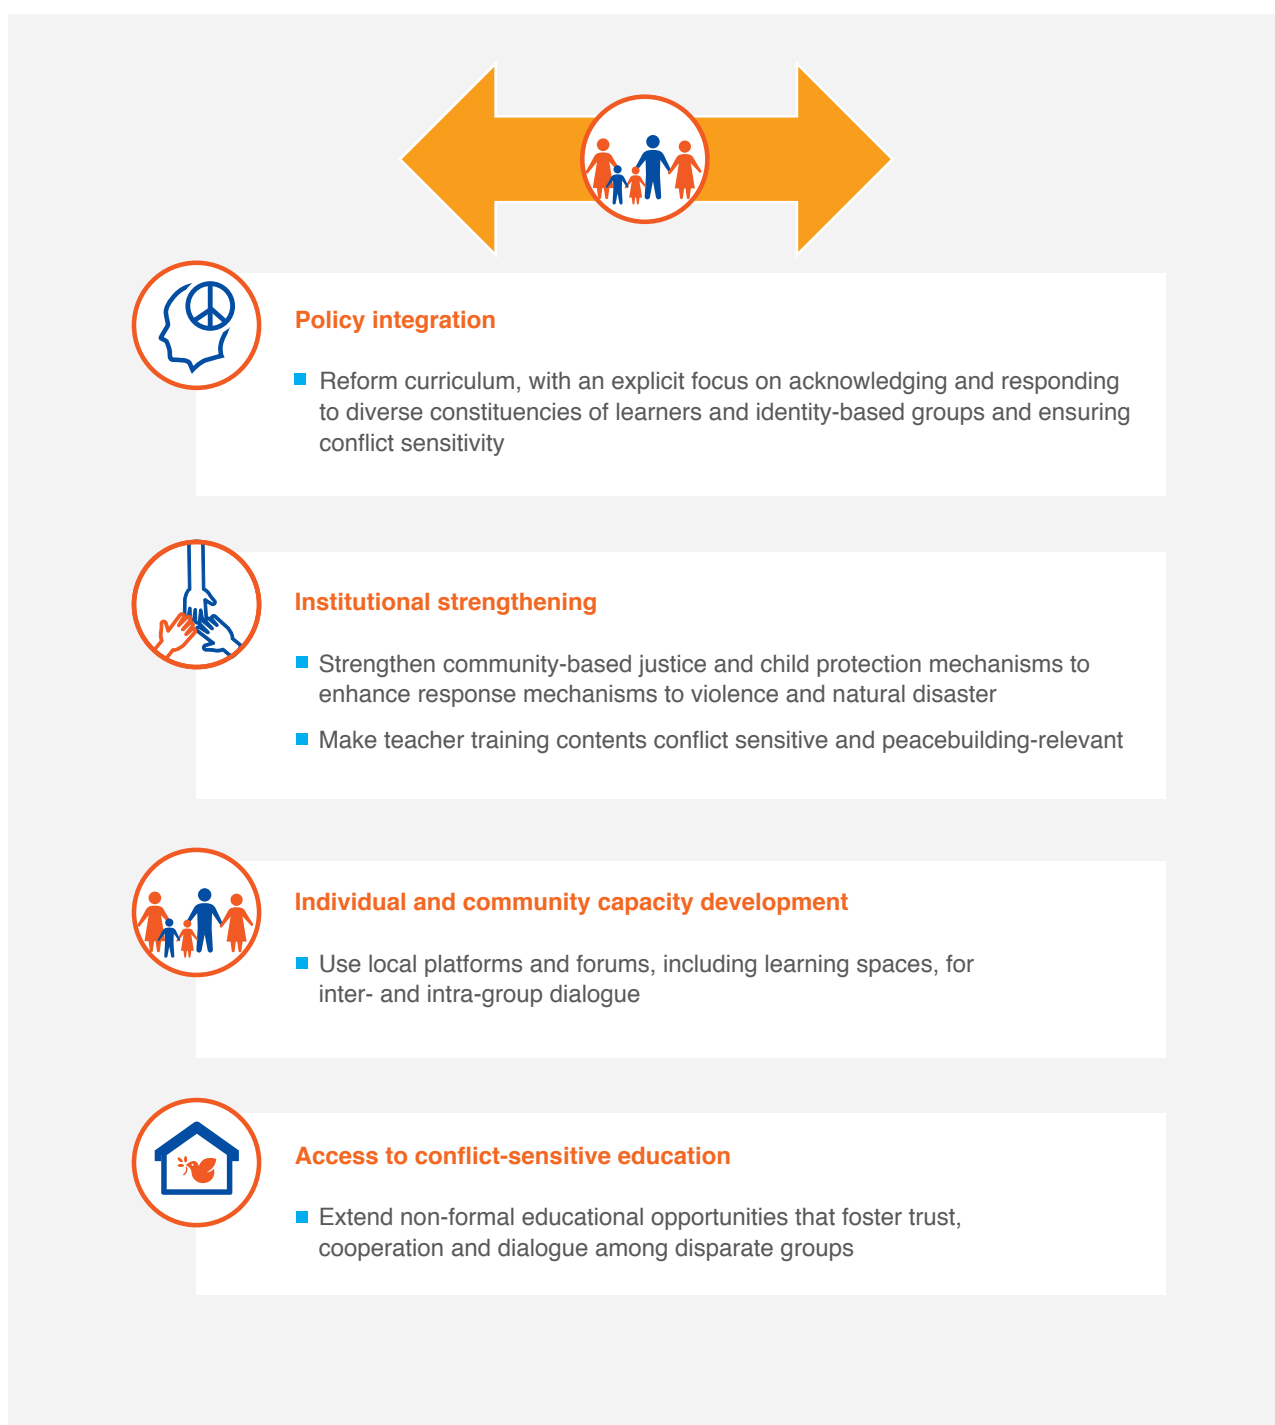 Policy integration
Reform curriculum, with an explicit focus on acknowledging and responding
to diverse constituencies of learners and identity-based groups and ensuring
conflict sensitivity
Institutional strengthening
Strengthen community-based justice and child protection mechanisms to
enhance response mechanisms to violence and natural disaster
Make teacher training contents conflict sensitive and peacebuilding-relevant
Individual and community capacity development
Use local platforms and forums, including learning spaces, for
inter- and intra-group dialogue
Access to conflict-sensitive education
Extend non-formal educational opportunities that foster trust,
cooperation and dialogue among disparate groups